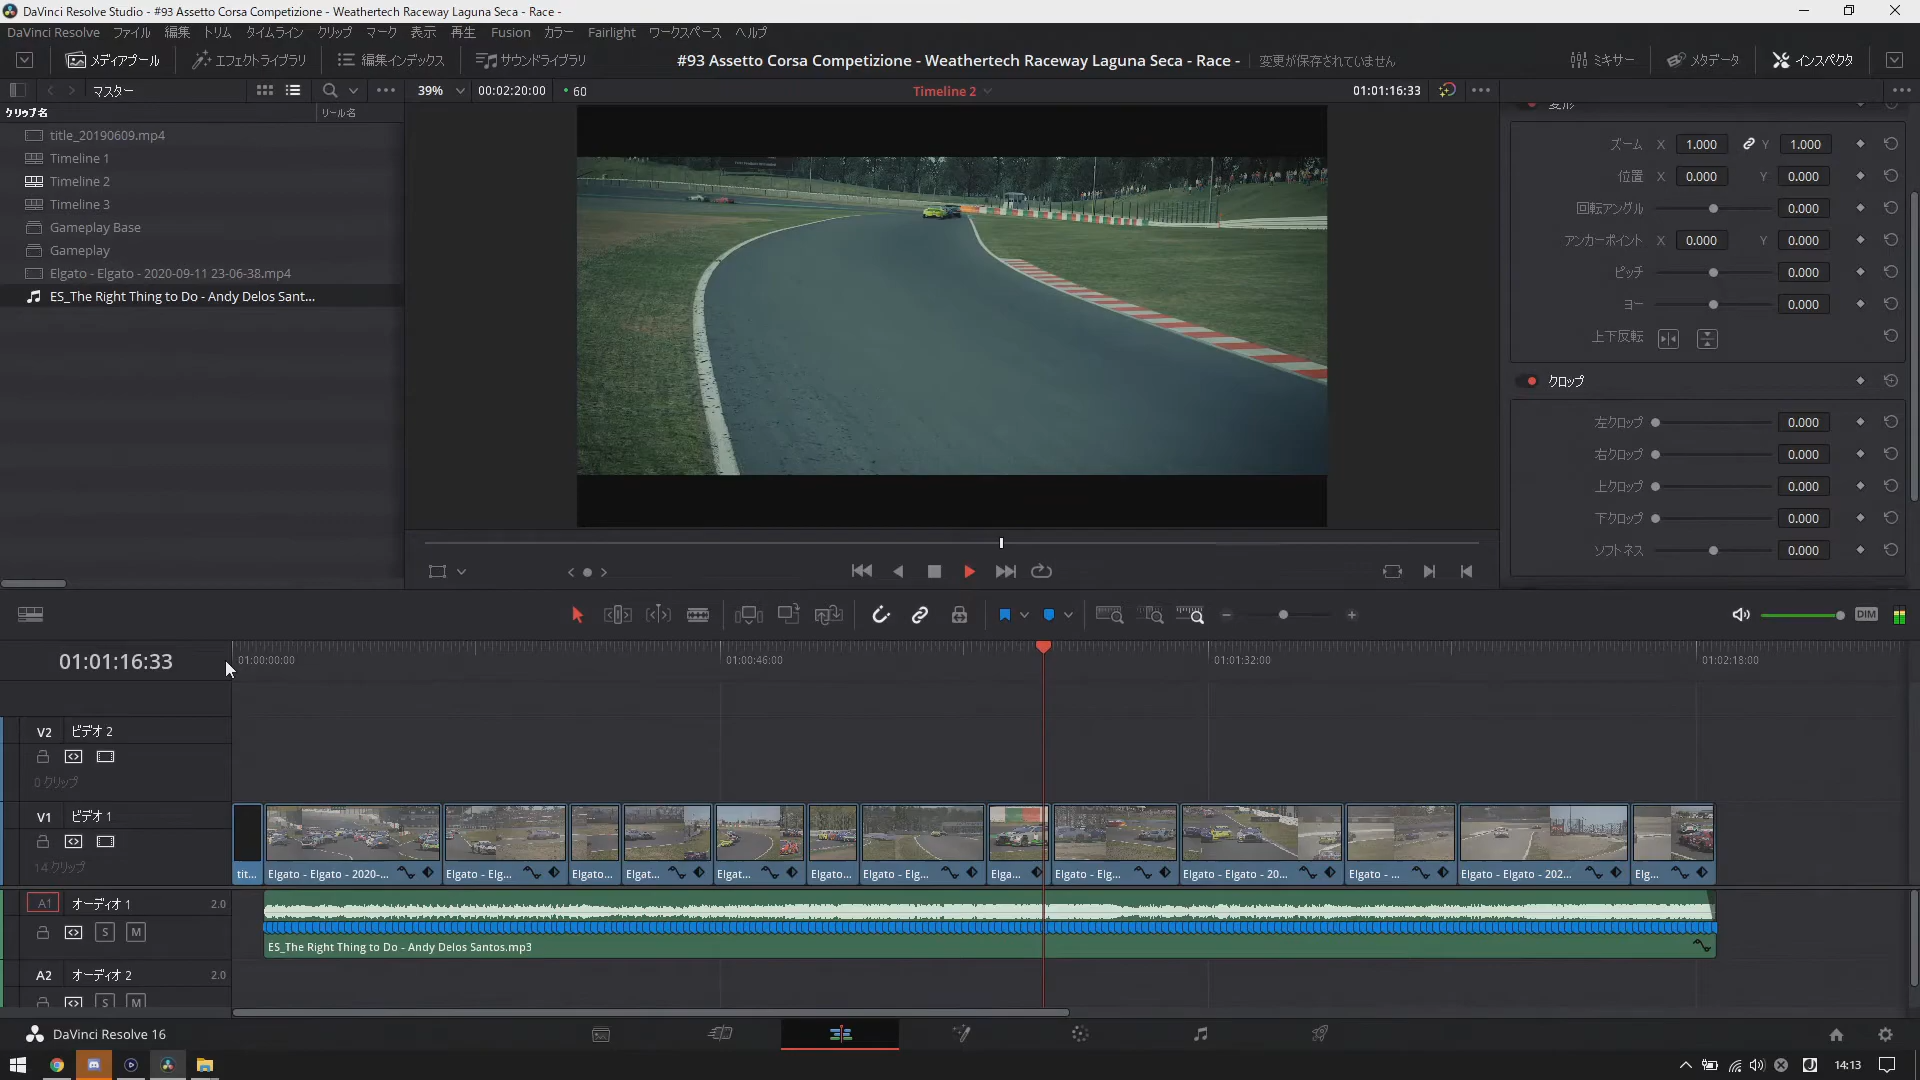 DaVinci Resolve Studio - #93 Assetto Corsa Competizione - Weathertech Raceway Laguna Seca - Race -
DaVinci Resolve ファイル 編集 トリム タイムライン クリップ マーク 表示 再生 Fusion カラー Fairlight ワークスペース ヘルプ
メディアプール エフェクトライブラリ 編集インデックス サウンドライブラリ #93 Assetto Corsa Competizione - Weathertech Raceway Laguna Seca - Race - 変更が保存されていません ミキサー メタデータ インスペクタ
マスター 39% 00:02:20:00 60 Timeline 2 01:01:16:33
クリップ名 リール名
title_20190609.mp4
Timeline 1
Timeline 2
Timeline 3
Gameplay Base
Gameplay
Elgato - Elgato - 2020-09-11 23-06-38.mp4
ES_The Right Thing to Do - Andy Delos Sant...
変形
ズーム X 1.000 Y 1.000
位置 X 0.000 Y 0.000
回転アングル 0.000
アンカーポイント X 0.000 Y 0.000
ピッチ 0.000
ヨー 0.000
上下反転
クロップ
左クロップ 0.000
右クロップ 0.000
上クロップ 0.000
下クロップ 0.000
ソフトネス 0.000
DIM
01:01:16:33 01:00:00:00 01:00:46:00 01:01:32:00 01:02:18:00
V2 ビデオ 2
0 クリップ
V1 ビデオ 1
14 クリップ
tit... Elgato - Elgato - 2020-... Elgato - Elg... Elgato... Elgat... Elgat... Elgato... Elgato - Elg... Elga... Elgato - Elg... Elgato - Elgato - 20... Elgato - ... Elgato - Elgato - 202... Elg...
A1 オーディオ 1 2.0
S M
ES_The Right Thing to Do - Andy Delos Santos.mp3
A2 オーディオ 2 2.0
S M
DaVinci Resolve 16
14:13